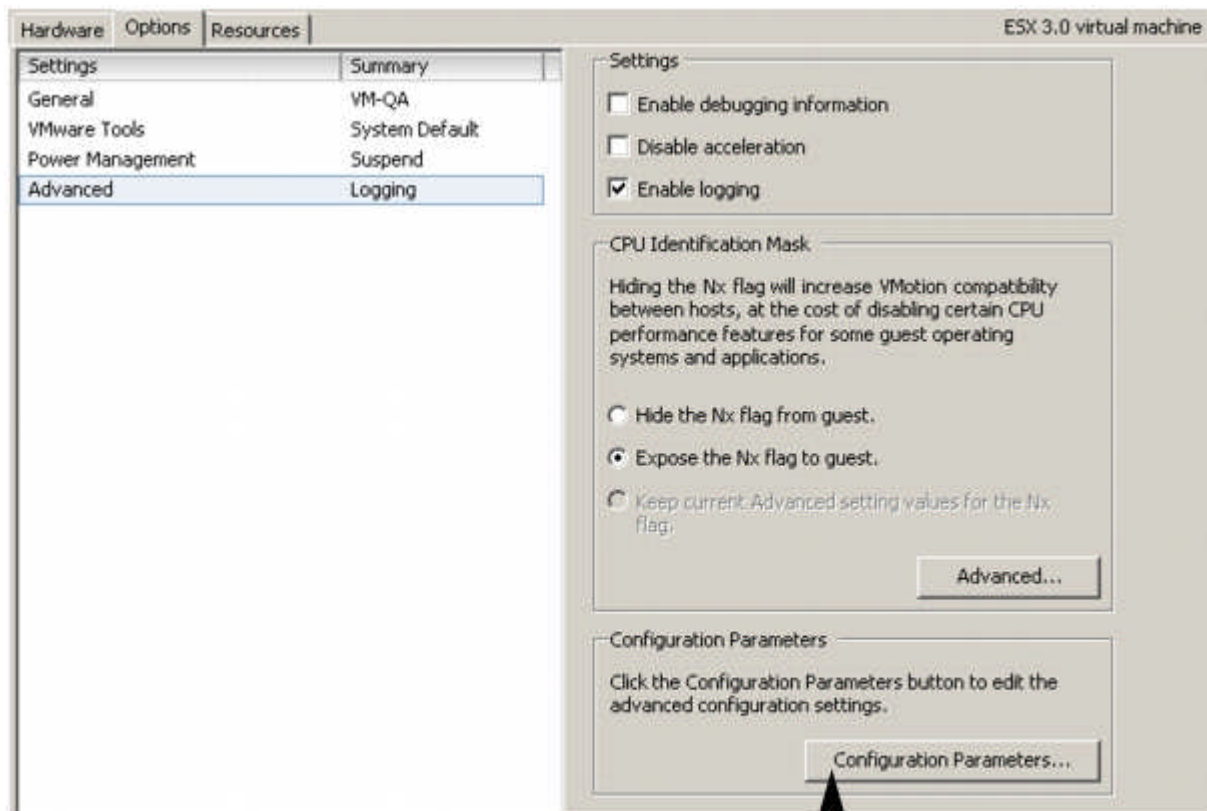 Hardware Options Resources ESX 3.0 virtual machine
Settings Summary
General VM-QA
VMware Tools System Default
Power Management Suspend
Advanced Logging
Settings
Enable debugging information
Disable acceleration
Enable logging
CPU Identification Mask
Hiding the Nx flag will increase VMotion compatibility
between hosts, at the cost of disabling certain CPU
performance features for some guest operating
systems and applications.
Hide the Nx flag from guest.
Expose the Nx flag to guest.
Keep current Advanced setting values for the Nx
flag.
Advanced...
Configuration Parameters
Click the Configuration Parameters button to edit the
advanced configuration settings.
Configuration Parameters...